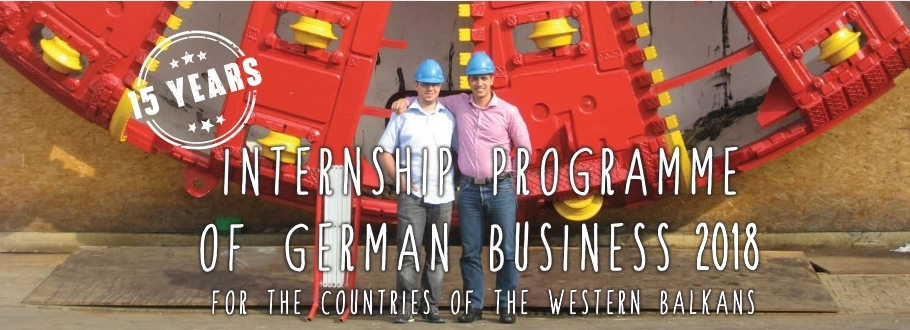 15 YEARS
INTERNSHIP PROGRAMME
OF GERMAN BUSINESS 2018
FOR THE COUNTRIES OF THE WESTERN BALKANS